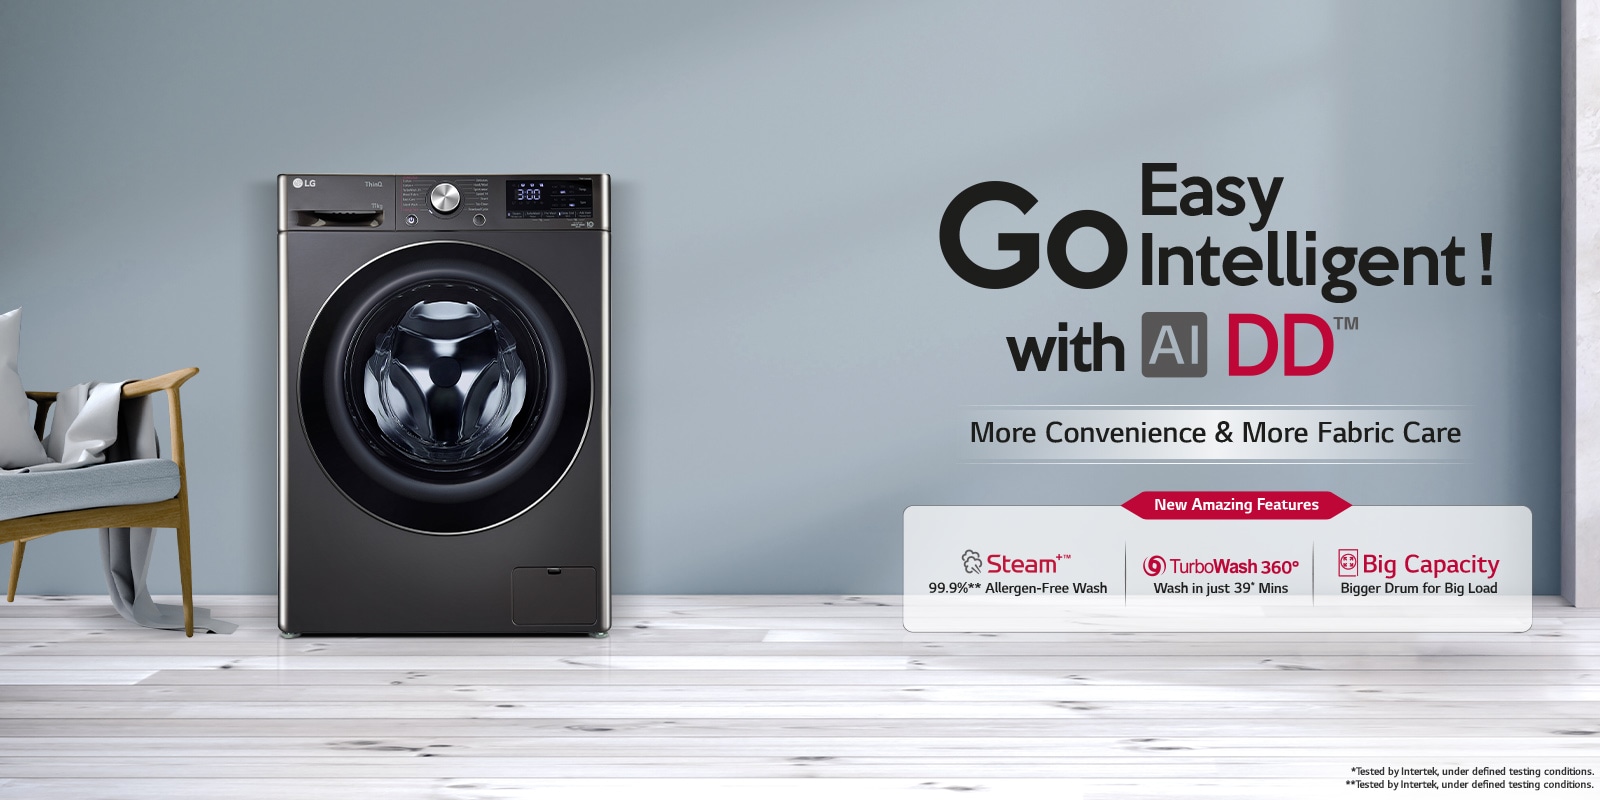 LG
ThinQ
11kg
3:00
Go Easy
Intelligent !
with AI DD™
More Convenience & More Fabric Care
New Amazing Features
Steam+™
99.9%** Allergen-Free Wash
TurboWash 360°
Wash in just 39* Mins
Big Capacity
Bigger Drum for Big Load
*Tested by Intertek, under defined testing conditions.
**Tested by Intertek, under defined testing conditions.